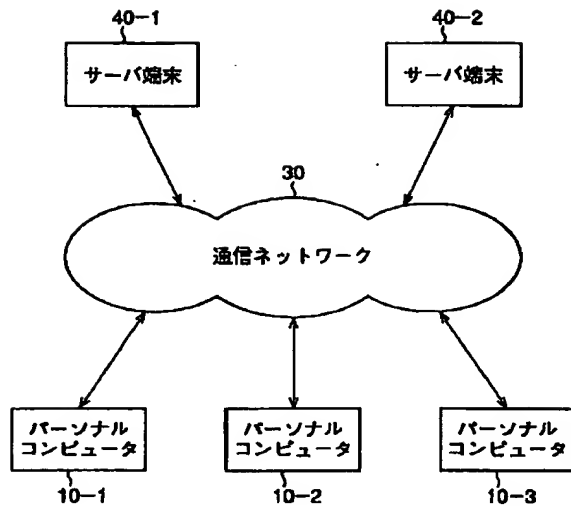 40-1
40-2
サーバ端末
サーバ端末
30
通信ネットワーク
パーソナル
コンピュータ
パーソナル
コンピュータ
パーソナル
コンピュータ
10-1
10-2
10-3